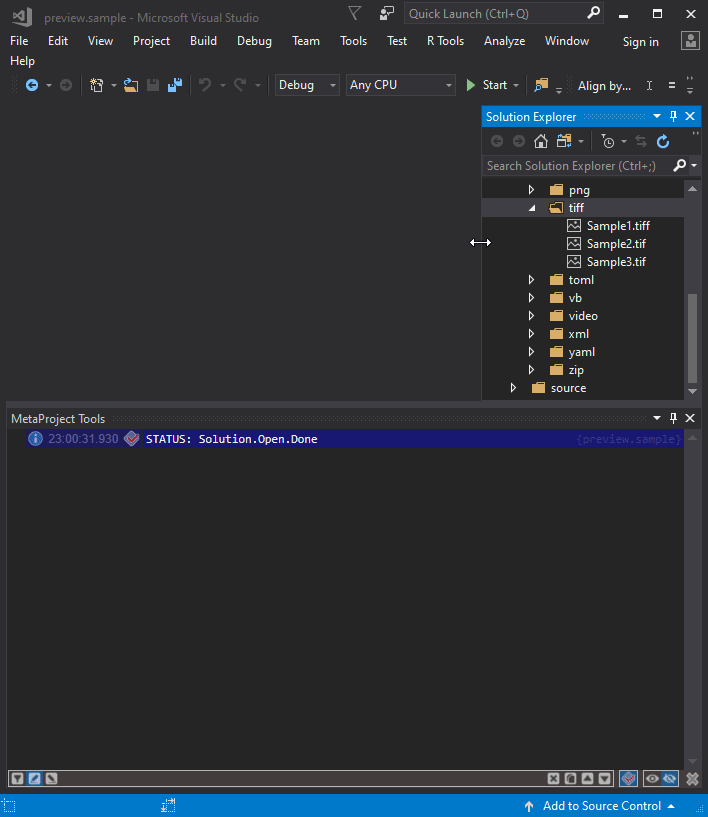 preview.sample - Microsoft Visual Studio
Quick Launch (Ctrl+Q)
File Edit View Project Build Debug Team Tools Test R Tools Analyze Window Sign in
Help
Debug Any CPU Start Align by...
Solution Explorer
Search Solution Explorer (Ctrl+;)
png
tiff
Sample1.tiff
Sample2.tif
Sample3.tif
toml
vb
video
xml
yaml
zip
source
MetaProject Tools
23:00:31.930 STATUS: Solution.Open.Done {preview.sample}
Add to Source Control